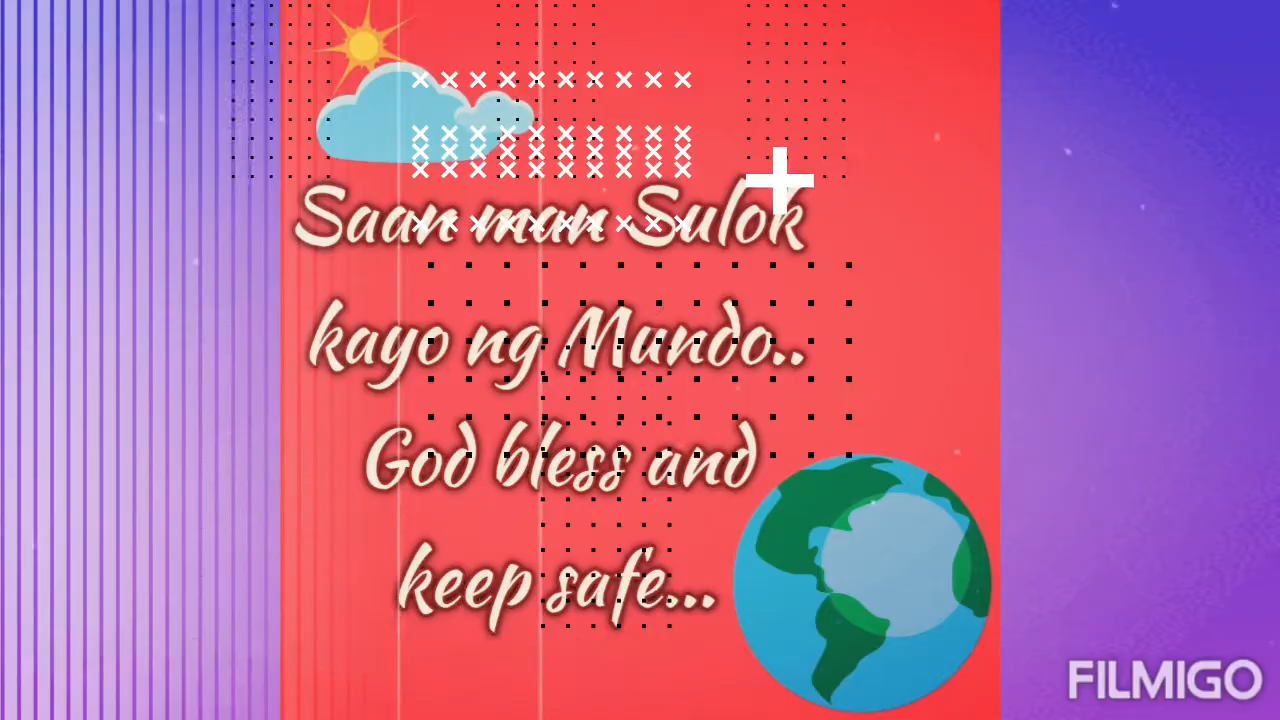 Saan man Sulok
kayo ng Mundo..
God bless and
keep safe...
FILMIGO